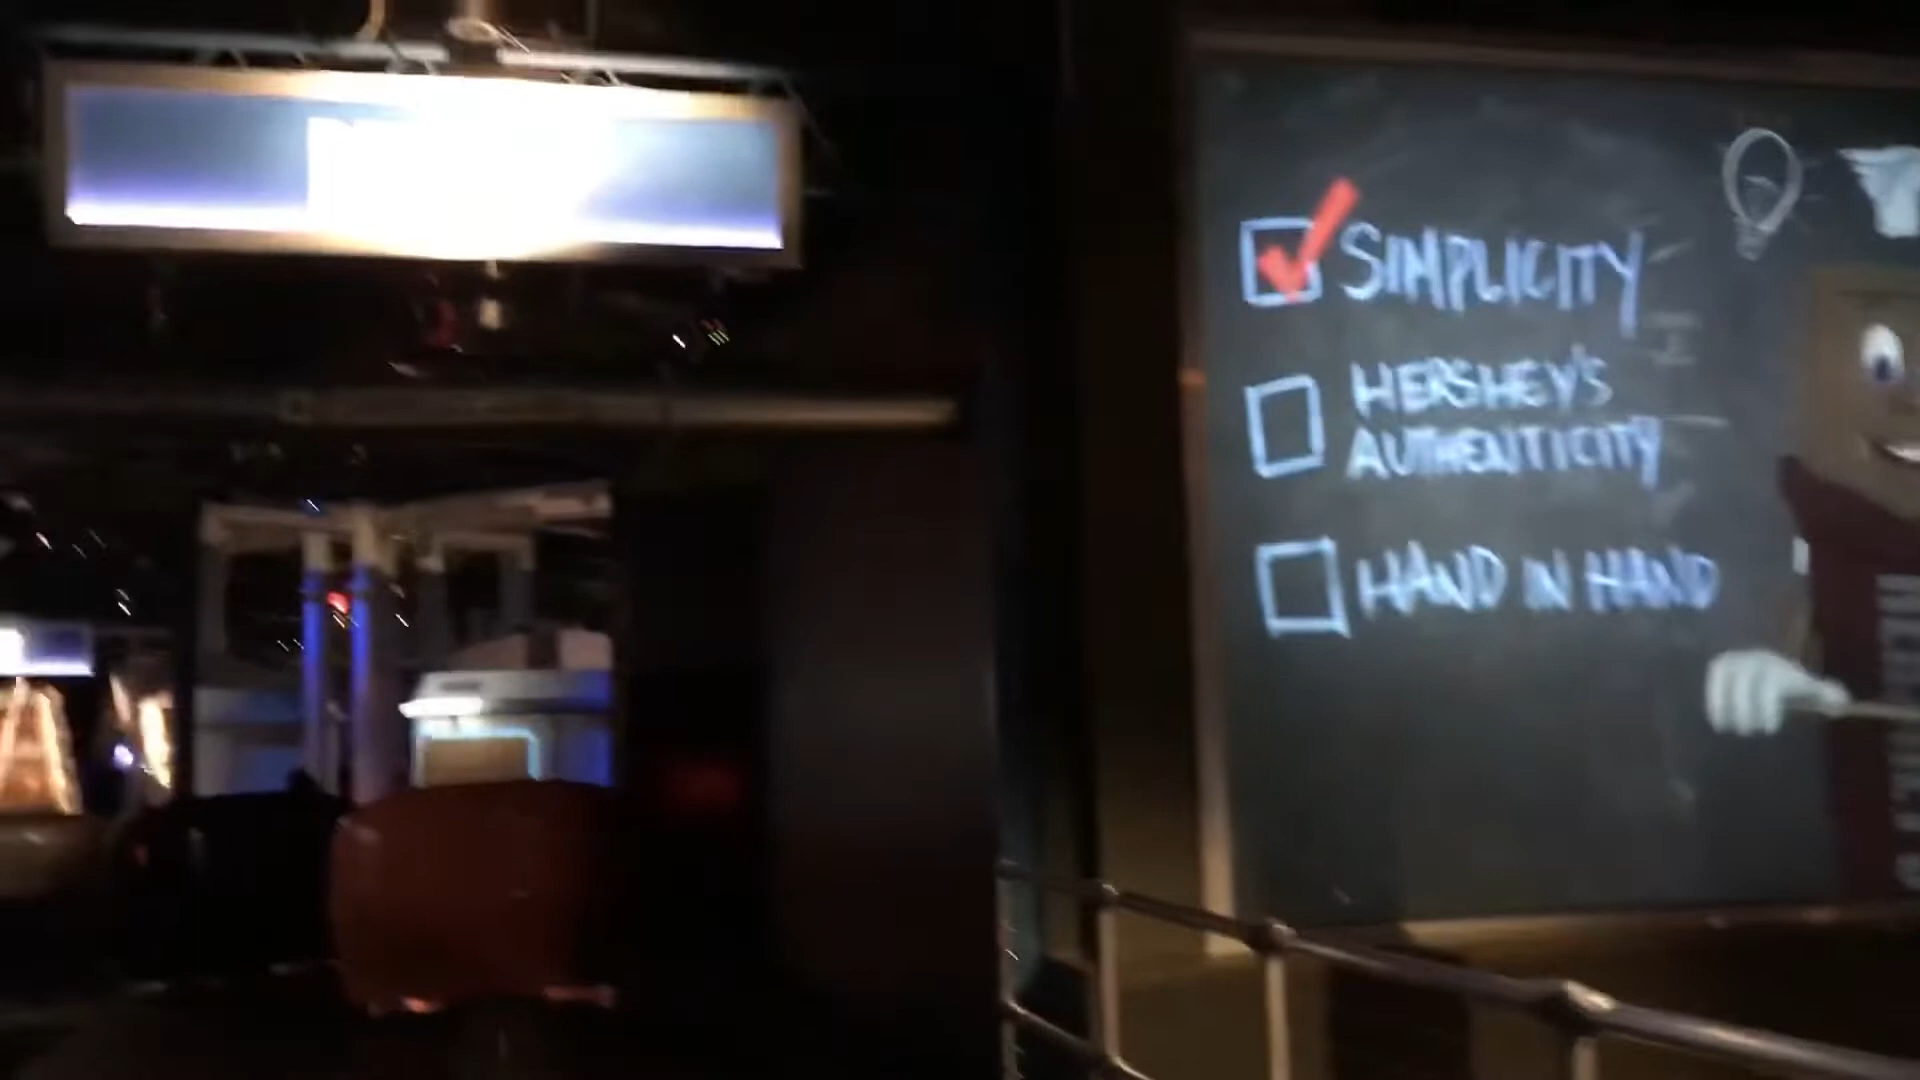 SIMPLICITY
HERSHEY'S
AUTHENTICITY
HAND IN HAND